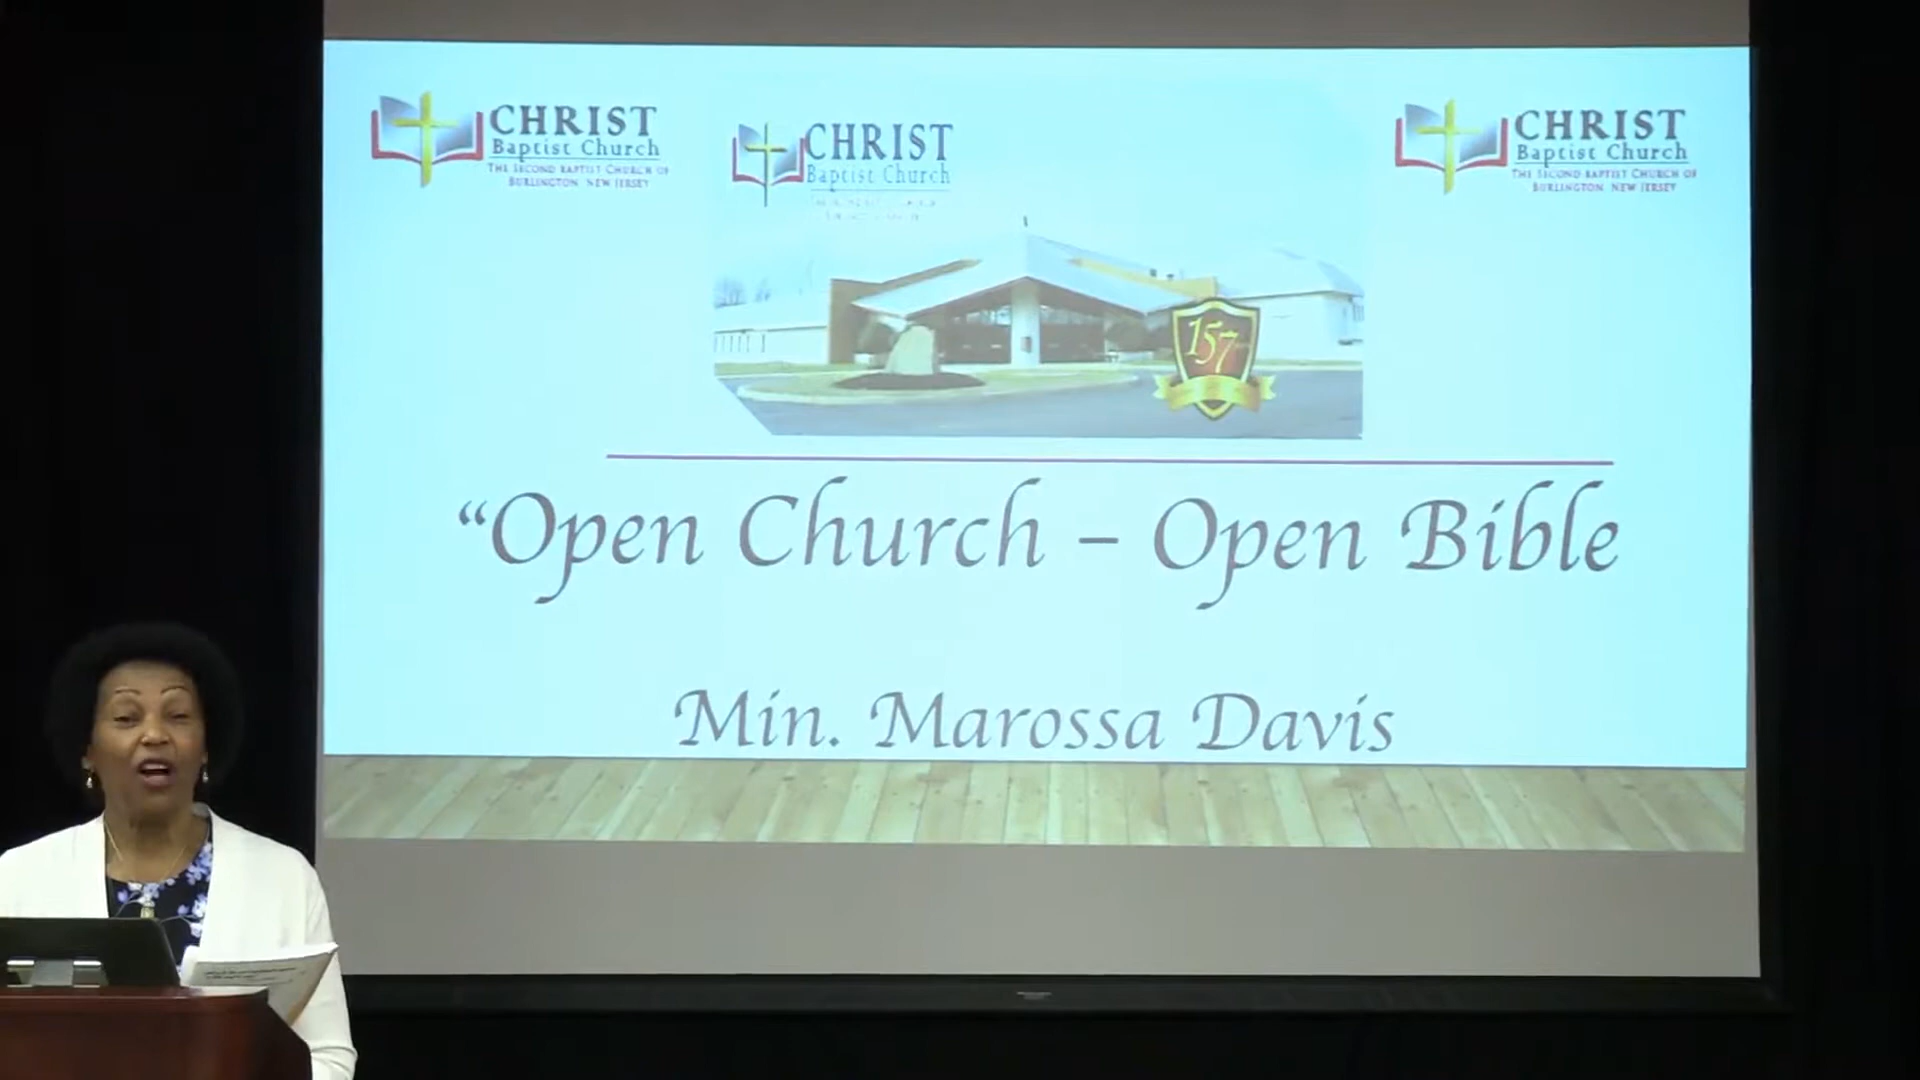 CHRIST
Baptist Church
THE SECOND BAPTIST CHURCH OF
BURLINGTON, NEW JERSEY
CHRIST
Baptist Church
CHRIST
Baptist Church
THE SECOND BAPTIST CHURCH OF
BURLINGTON, NEW JERSEY
157
“Open Church – Open Bible
Min. Marossa Davis